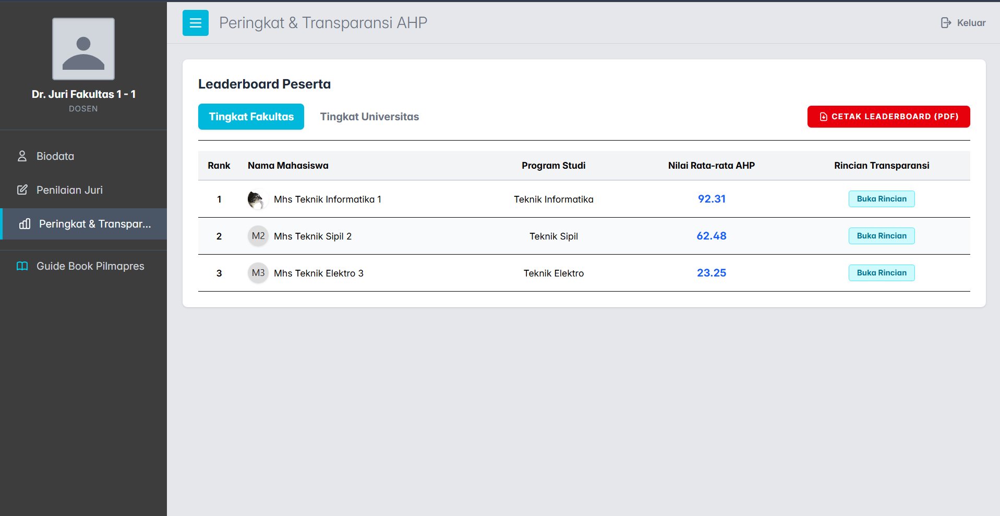 Dr. Juri Fakultas 1 - 1
DOSEN
Biodata
Penilaian Juri
Peringkat & Transpar...
Guide Book Pilmapres
Peringkat & Transparansi AHP
Keluar
Leaderboard Peserta
Tingkat Fakultas Tingkat Universitas CETAK LEADERBOARD (PDF)
Rank Nama Mahasiswa Program Studi Nilai Rata-rata AHP Rincian Transparansi
1 Mhs Teknik Informatika 1 Teknik Informatika 92.31 Buka Rincian
2 M2 Mhs Teknik Sipil 2 Teknik Sipil 62.48 Buka Rincian
3 M3 Mhs Teknik Elektro 3 Teknik Elektro 23.25 Buka Rincian